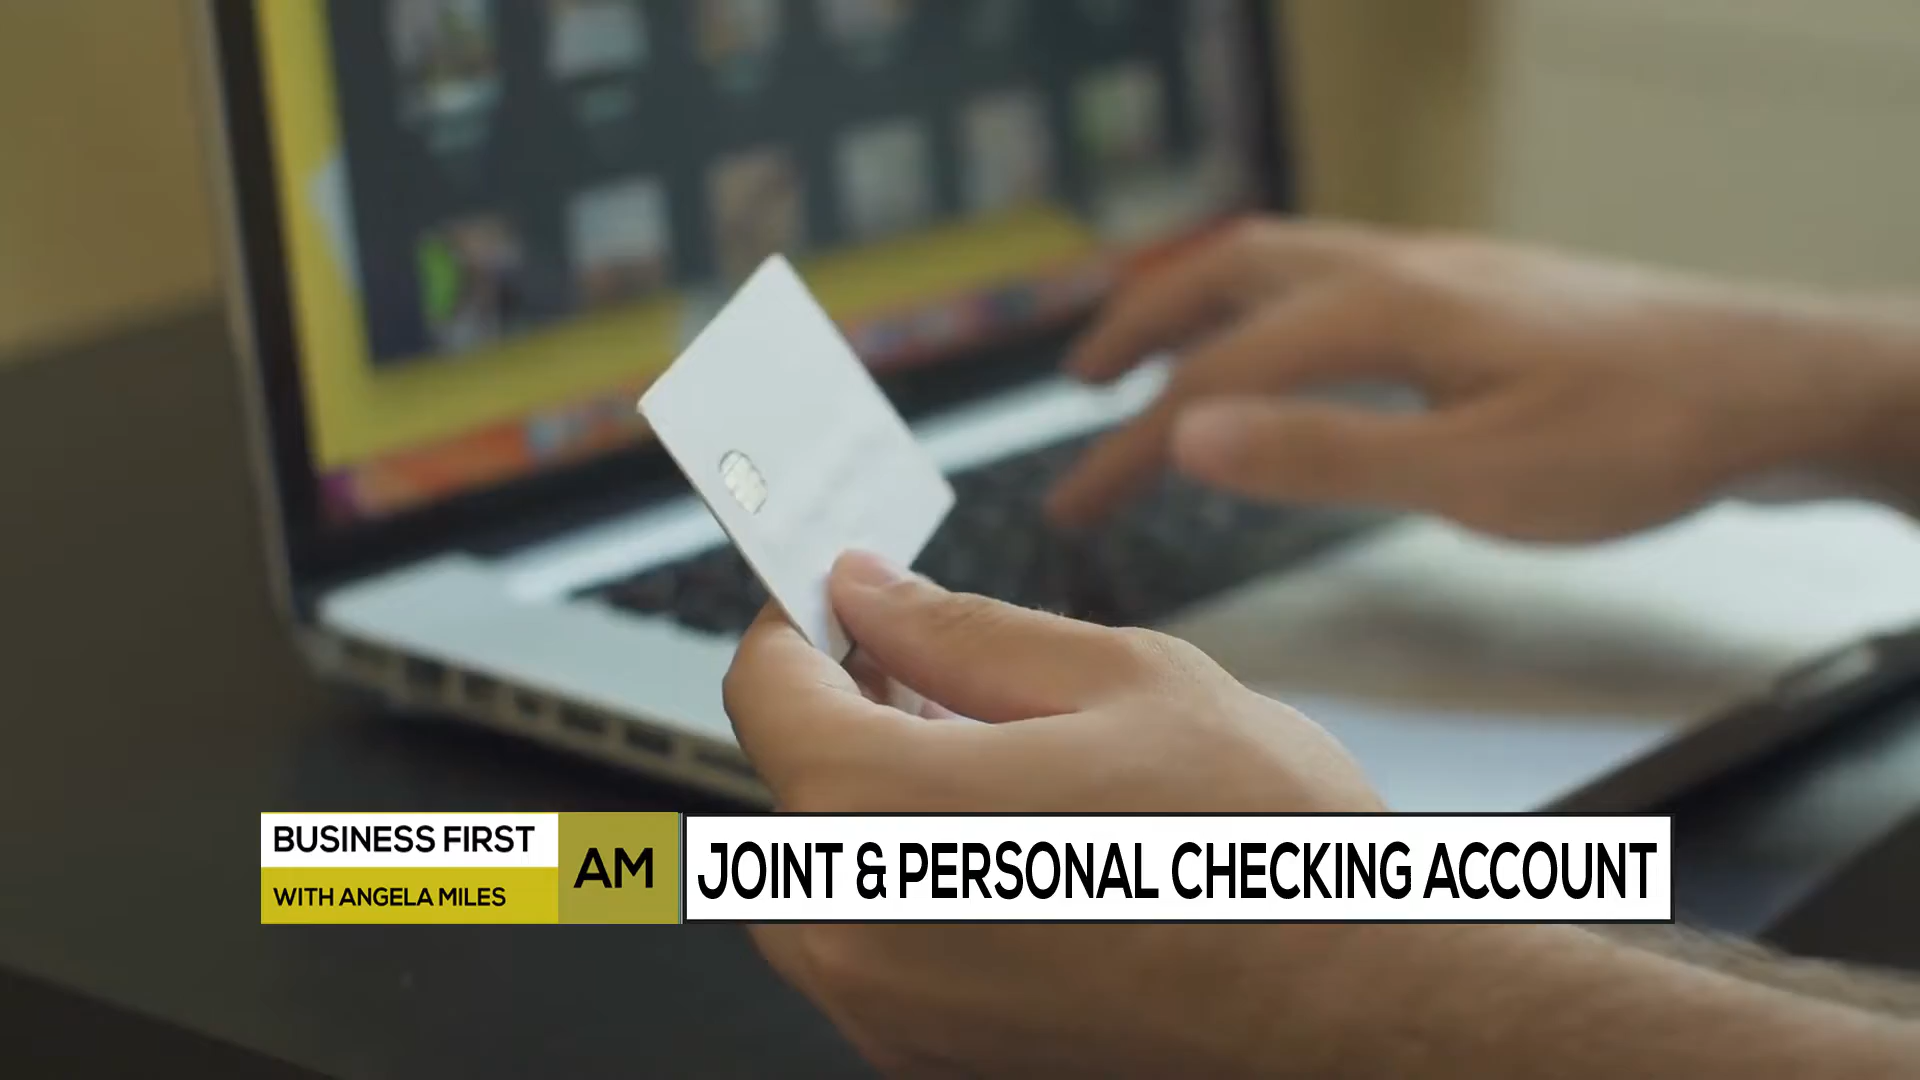 BUSINESS FIRST
WITH ANGELA MILES
AM
JOINT & PERSONAL CHECKING ACCOUNT